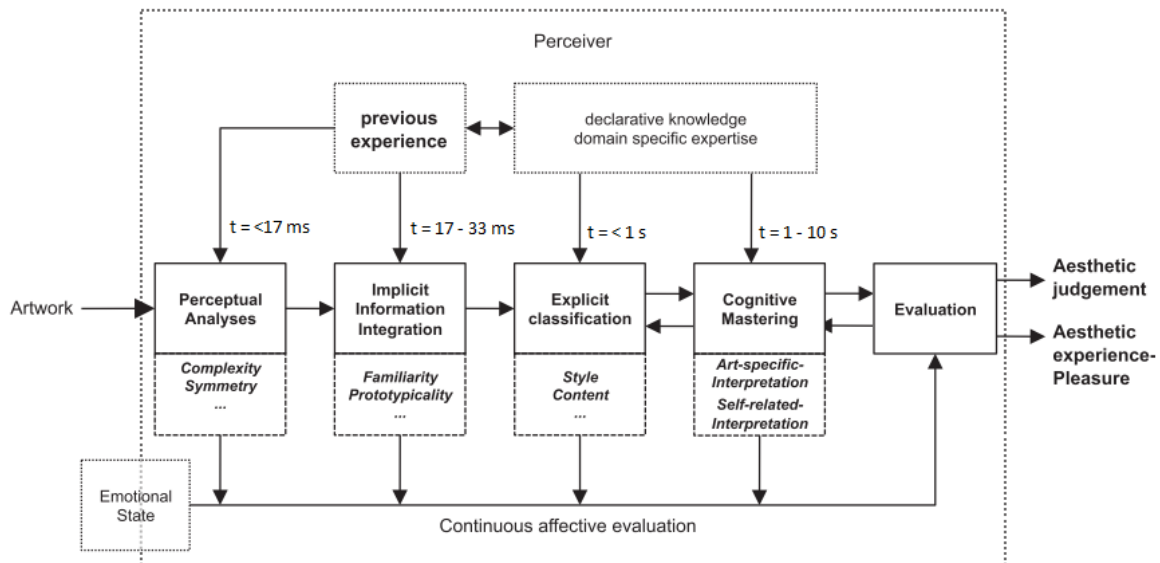 Perceiver
previous
experience
declarative knowledge
domain specific expertise
t = <17 ms
t = 17 - 33 ms
t = < 1 s
t = 1 - 10 s
Artwork
Perceptual
Analyses
Implicit
Information
Integration
Explicit
classification
Cognitive
Mastering
Evaluation
Aesthetic
judgement
Aesthetic
experience-
Pleasure
Complexity
Symmetry
...
Familiarity
Prototypicality
...
Style
Content
...
Art-specific-
Interpretation
Self-related-
Interpretation
Emotional
State
Continuous affective evaluation